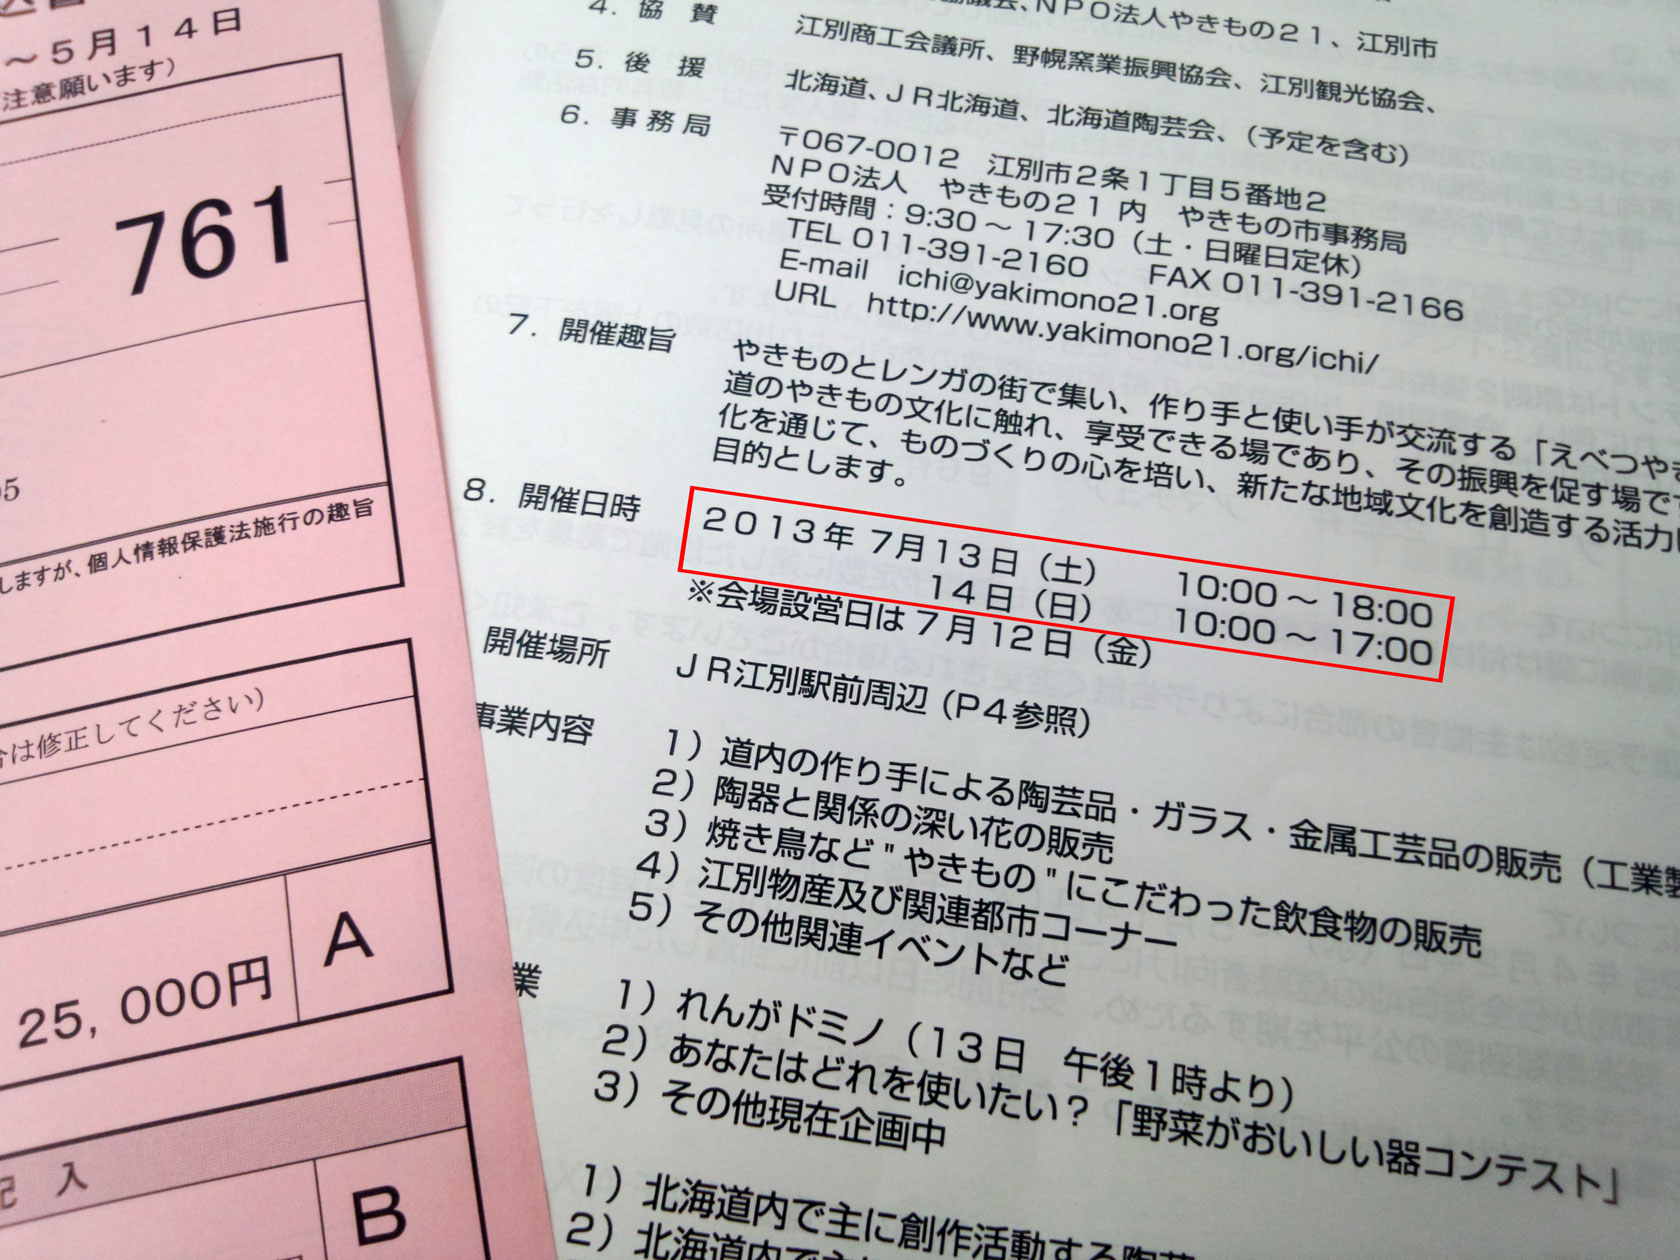 ～５月１４日
注意願います）
761
05
しますが、個人情報保護法施行の趣旨
合は修正してください）
25,000円
A
記 入
B
協議会、ＮＰＯ法人やきもの２１、江別市
４．協 賛
江別商工会議所、野幌窯業振興協会、江別観光協会、
５．後 援
北海道、ＪＲ北海道、北海道陶芸会、（予定を含む）
６．事務局
〒067-0012 江別市２条１丁目５番地２
ＮＰＯ法人 やきもの２１内 やきもの市事務局
受付時間：9:30～17:30（土・日曜日定休）
TEL 011-391-2160 FAX 011-391-2166
E-mail ichi@yakimono21.org
URL http://www.yakimono21.org/ichi/
７．開催趣旨
やきものとレンガの街で集い、作り手と使い手が交流する「えべつやき
道のやきもの文化に触れ、享受できる場であり、その振興を促す場で
化を通じて、ものづくりの心を培い、新たな地域文化を創造する活力
目的とします。
８．開催日時
２０１３年 ７月１３日（土） 10:00～18:00
１４日（日） 10:00～17:00
※会場設営日は７月１２日（金）
開催場所
ＪＲ江別駅前周辺（P４参照）
事業内容
１）道内の作り手による陶芸品・ガラス・金属工芸品の販売（工業製
２）陶器と関係の深い花の販売
３）焼き鳥など"やきもの"にこだわった飲食物の販売
４）江別物産及び関連都市コーナー
５）その他関連イベントなど
業
１）れんがドミノ（１３日 午後１時より）
２）あなたはどれを使いたい？「野菜がおいしい器コンテスト」
３）その他現在企画中
１）北海道内で主に創作活動する陶芸
２）北海道内で主に